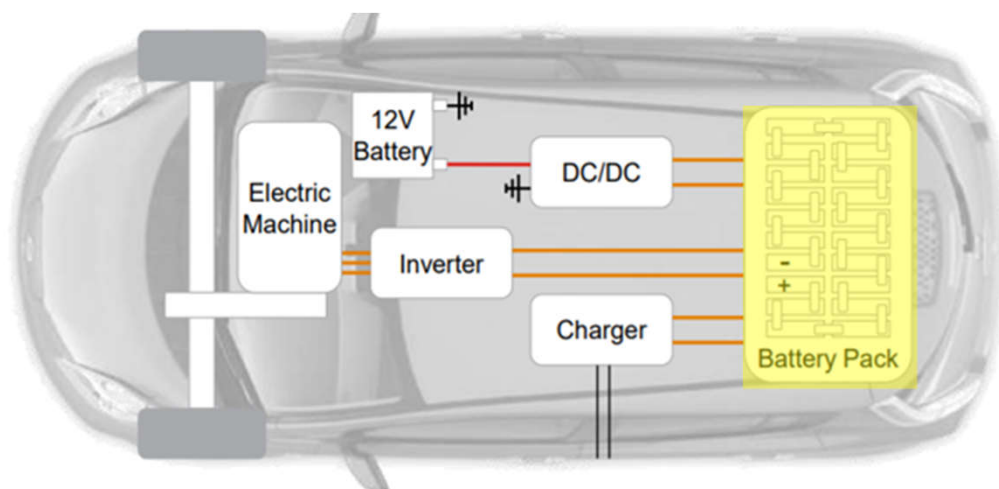 12V
Battery
Electric
Machine
DC/DC
Inverter
-
+
Charger
Battery Pack